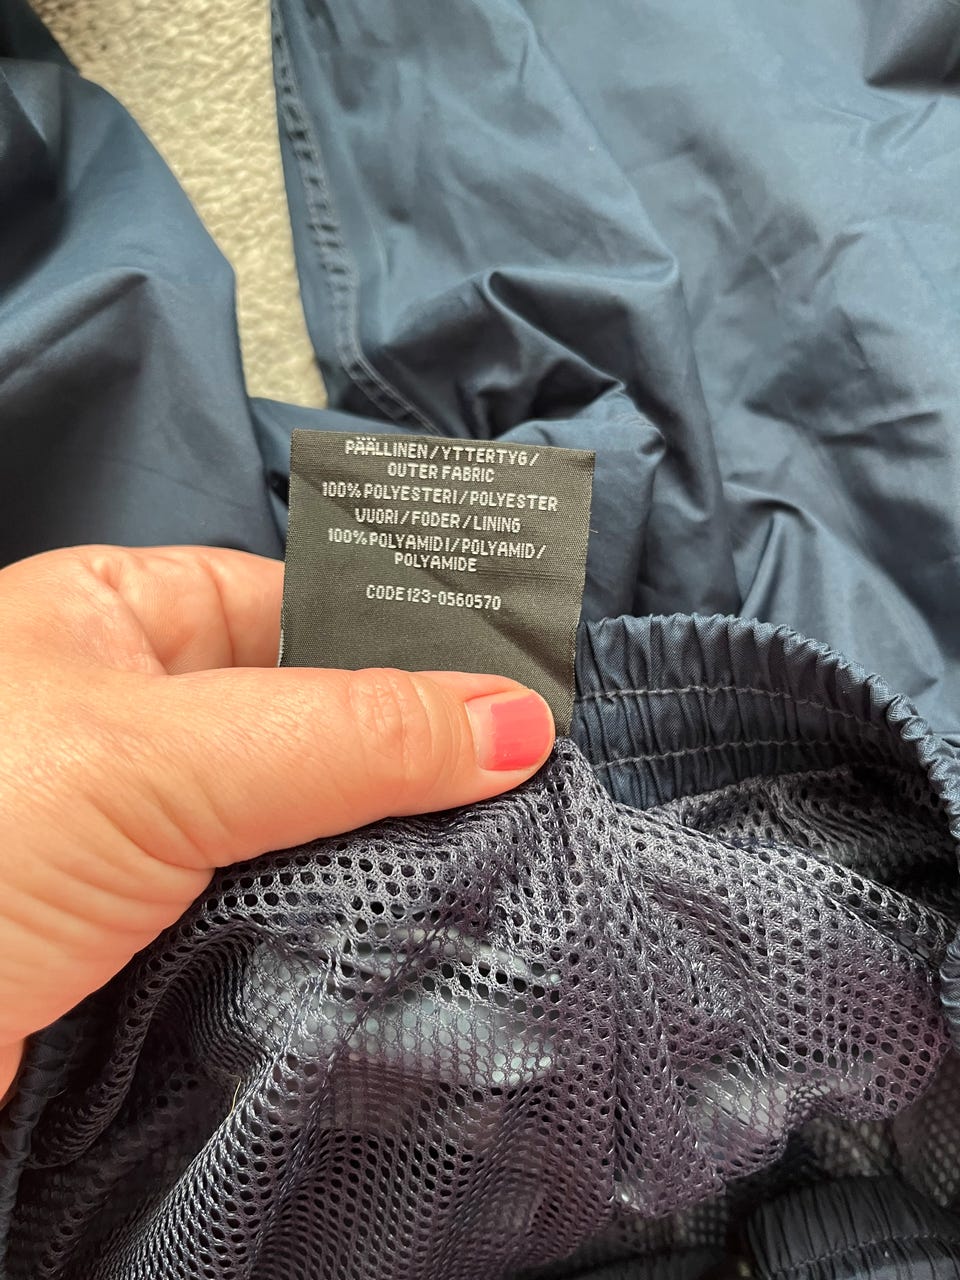 PÄÄLLINEN/YTTERTYG/
OUTER FABRIC
100% POLYESTERI/POLYESTER
VUORI/FODER/LINING
100% POLYAMIDI/POLYAMID/
POLYAMIDE
CODE 123-0560570